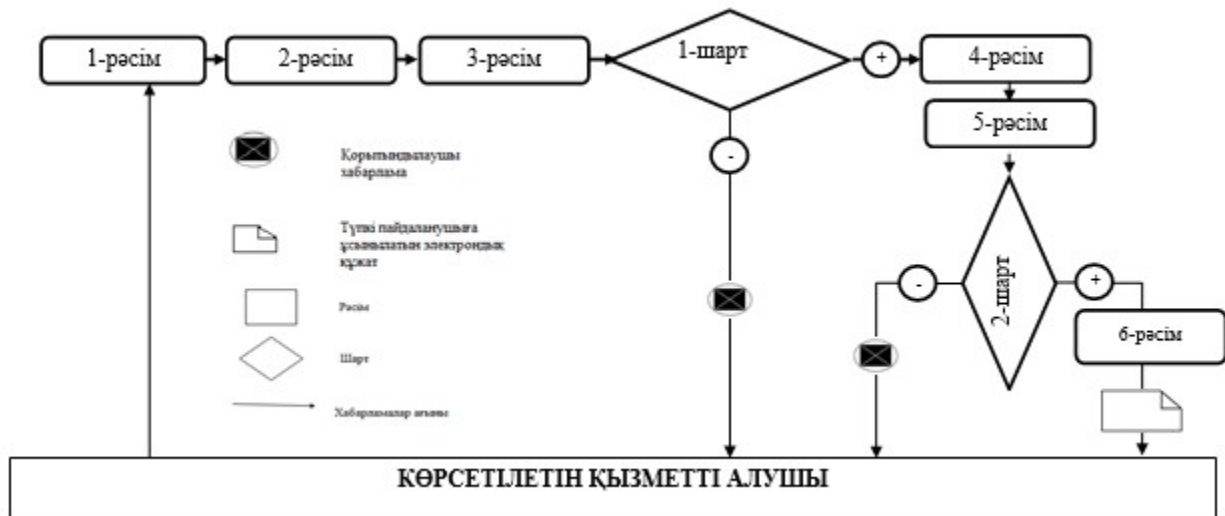 1-рәсім
2-рәсім
3-рәсім
1-шарт
+
4-рәсім
5-рәсім
-
Қорытындылаушы
хабарлама
Түпкі пайдаланушыға
ұсынылатын электрондық
құжат
Рәсім
Шарт
Хабарламалар ағыны
-
2-шарт
+
6-рәсім
КӨРСЕТІЛЕТІН ҚЫЗМЕТТІ АЛУШЫ